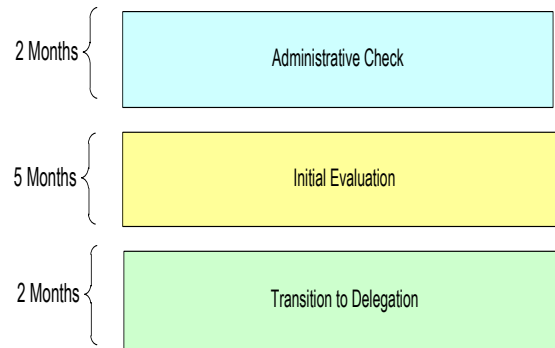 2 Months
Administrative Check
5 Months
Initial Evaluation
2 Months
Transition to Delegation